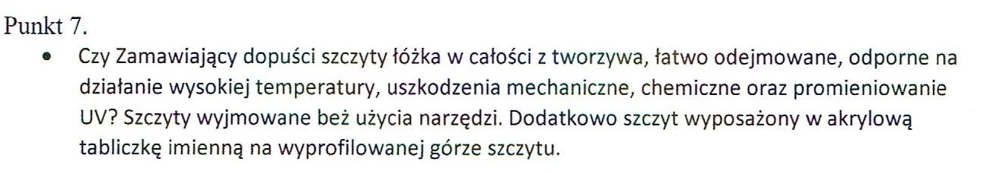 Punkt 7.
• Czy Zamawiający dopuści szczyty łóżka w całości z tworzywa, łatwo odejmowane, odporne na
działanie wysokiej temperatury, uszkodzenia mechaniczne, chemiczne oraz promieniowanie
UV? Szczyty wyjmowane beż użycia narzędzi. Dodatkowo szczyt wyposażony w akrylową
tabliczkę imienną na wyprofilowanej górze szczytu.